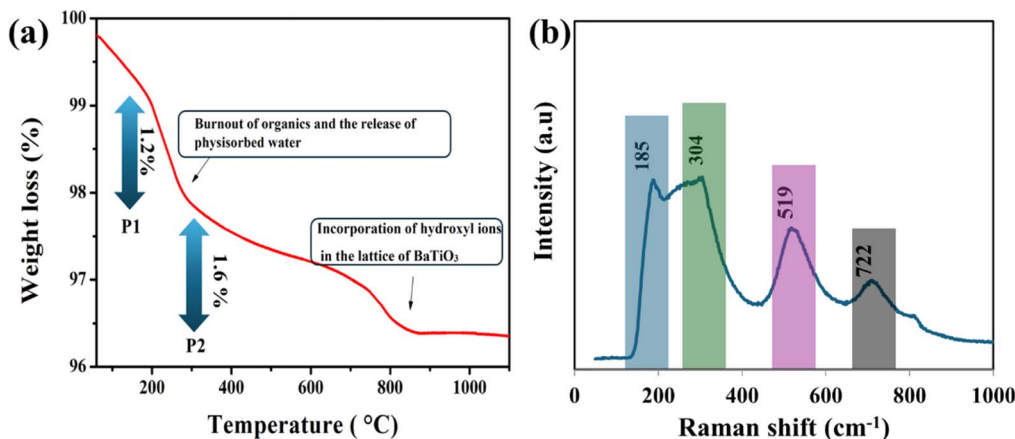 (a)
Weight loss (%)
100
99
98
97
96
1.2%
P1
1.6 %
P2
Burnout of organics and the release of
physisorbed water
Incorporation of hydroxyl ions
in the lattice of BaTiO₃
200
400
600
800
1000
Temperature ( °C)
(b)
Intensity (a.u)
185
304
519
722
0
200
400
600
800
1000
Raman shift (cm⁻¹)